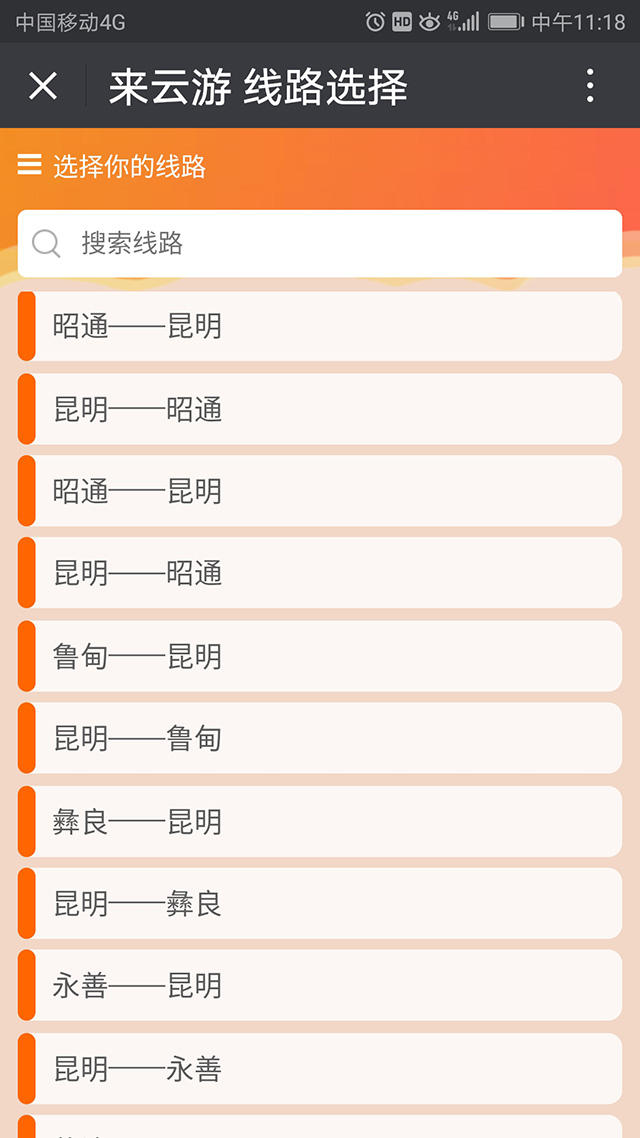 中国移动4G HD 4G 中午11:18
来云游 线路选择
选择你的线路
搜索线路
昭通——昆明
昆明——昭通
昭通——昆明
昆明——昭通
鲁甸——昆明
昆明——鲁甸
彝良——昆明
昆明——彝良
永善——昆明
昆明——永善